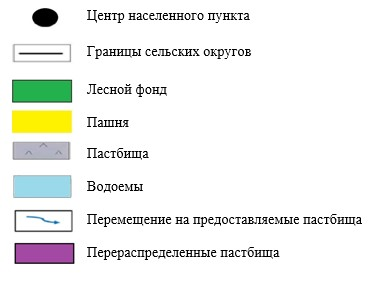 Центр населенного пункта
Границы сельских округов
Лесной фонд
Пашня
Пастбища
Водоемы
Перемещение на предоставляемые пастбища
Перераспределенные пастбища